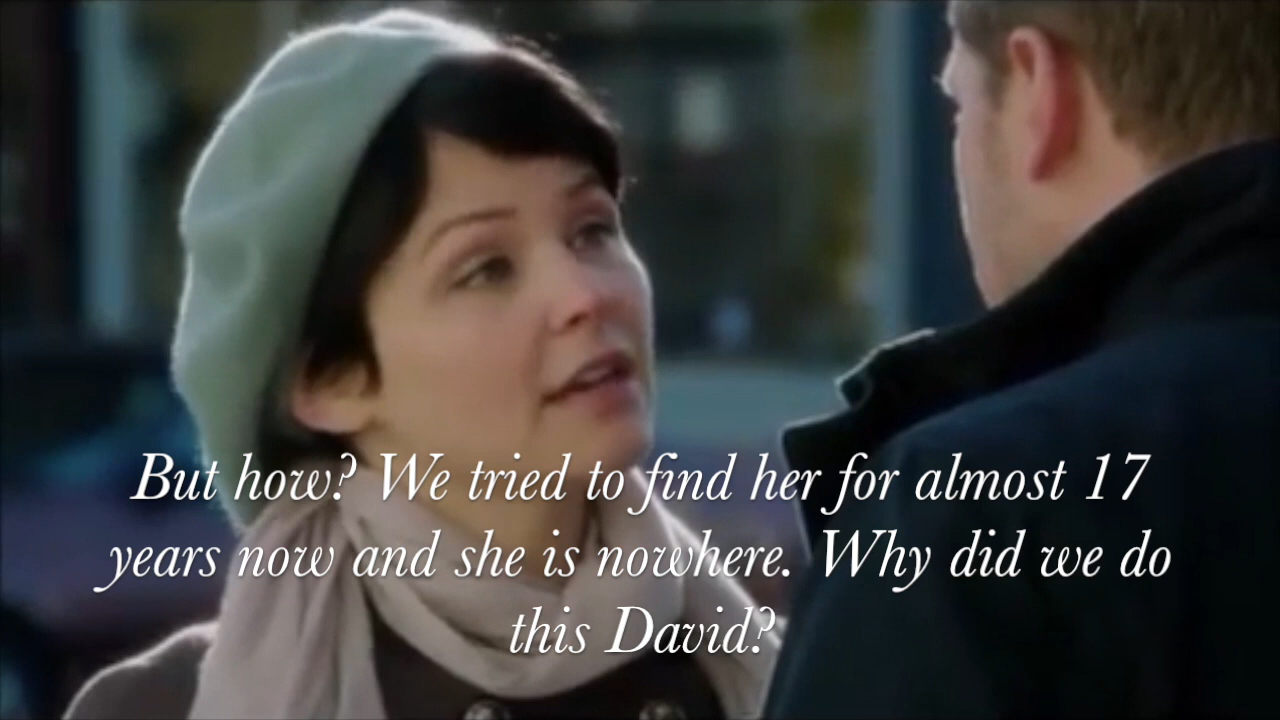 But how? We tried to find her for almost 17
years now and she is nowhere. Why did we do
this David?